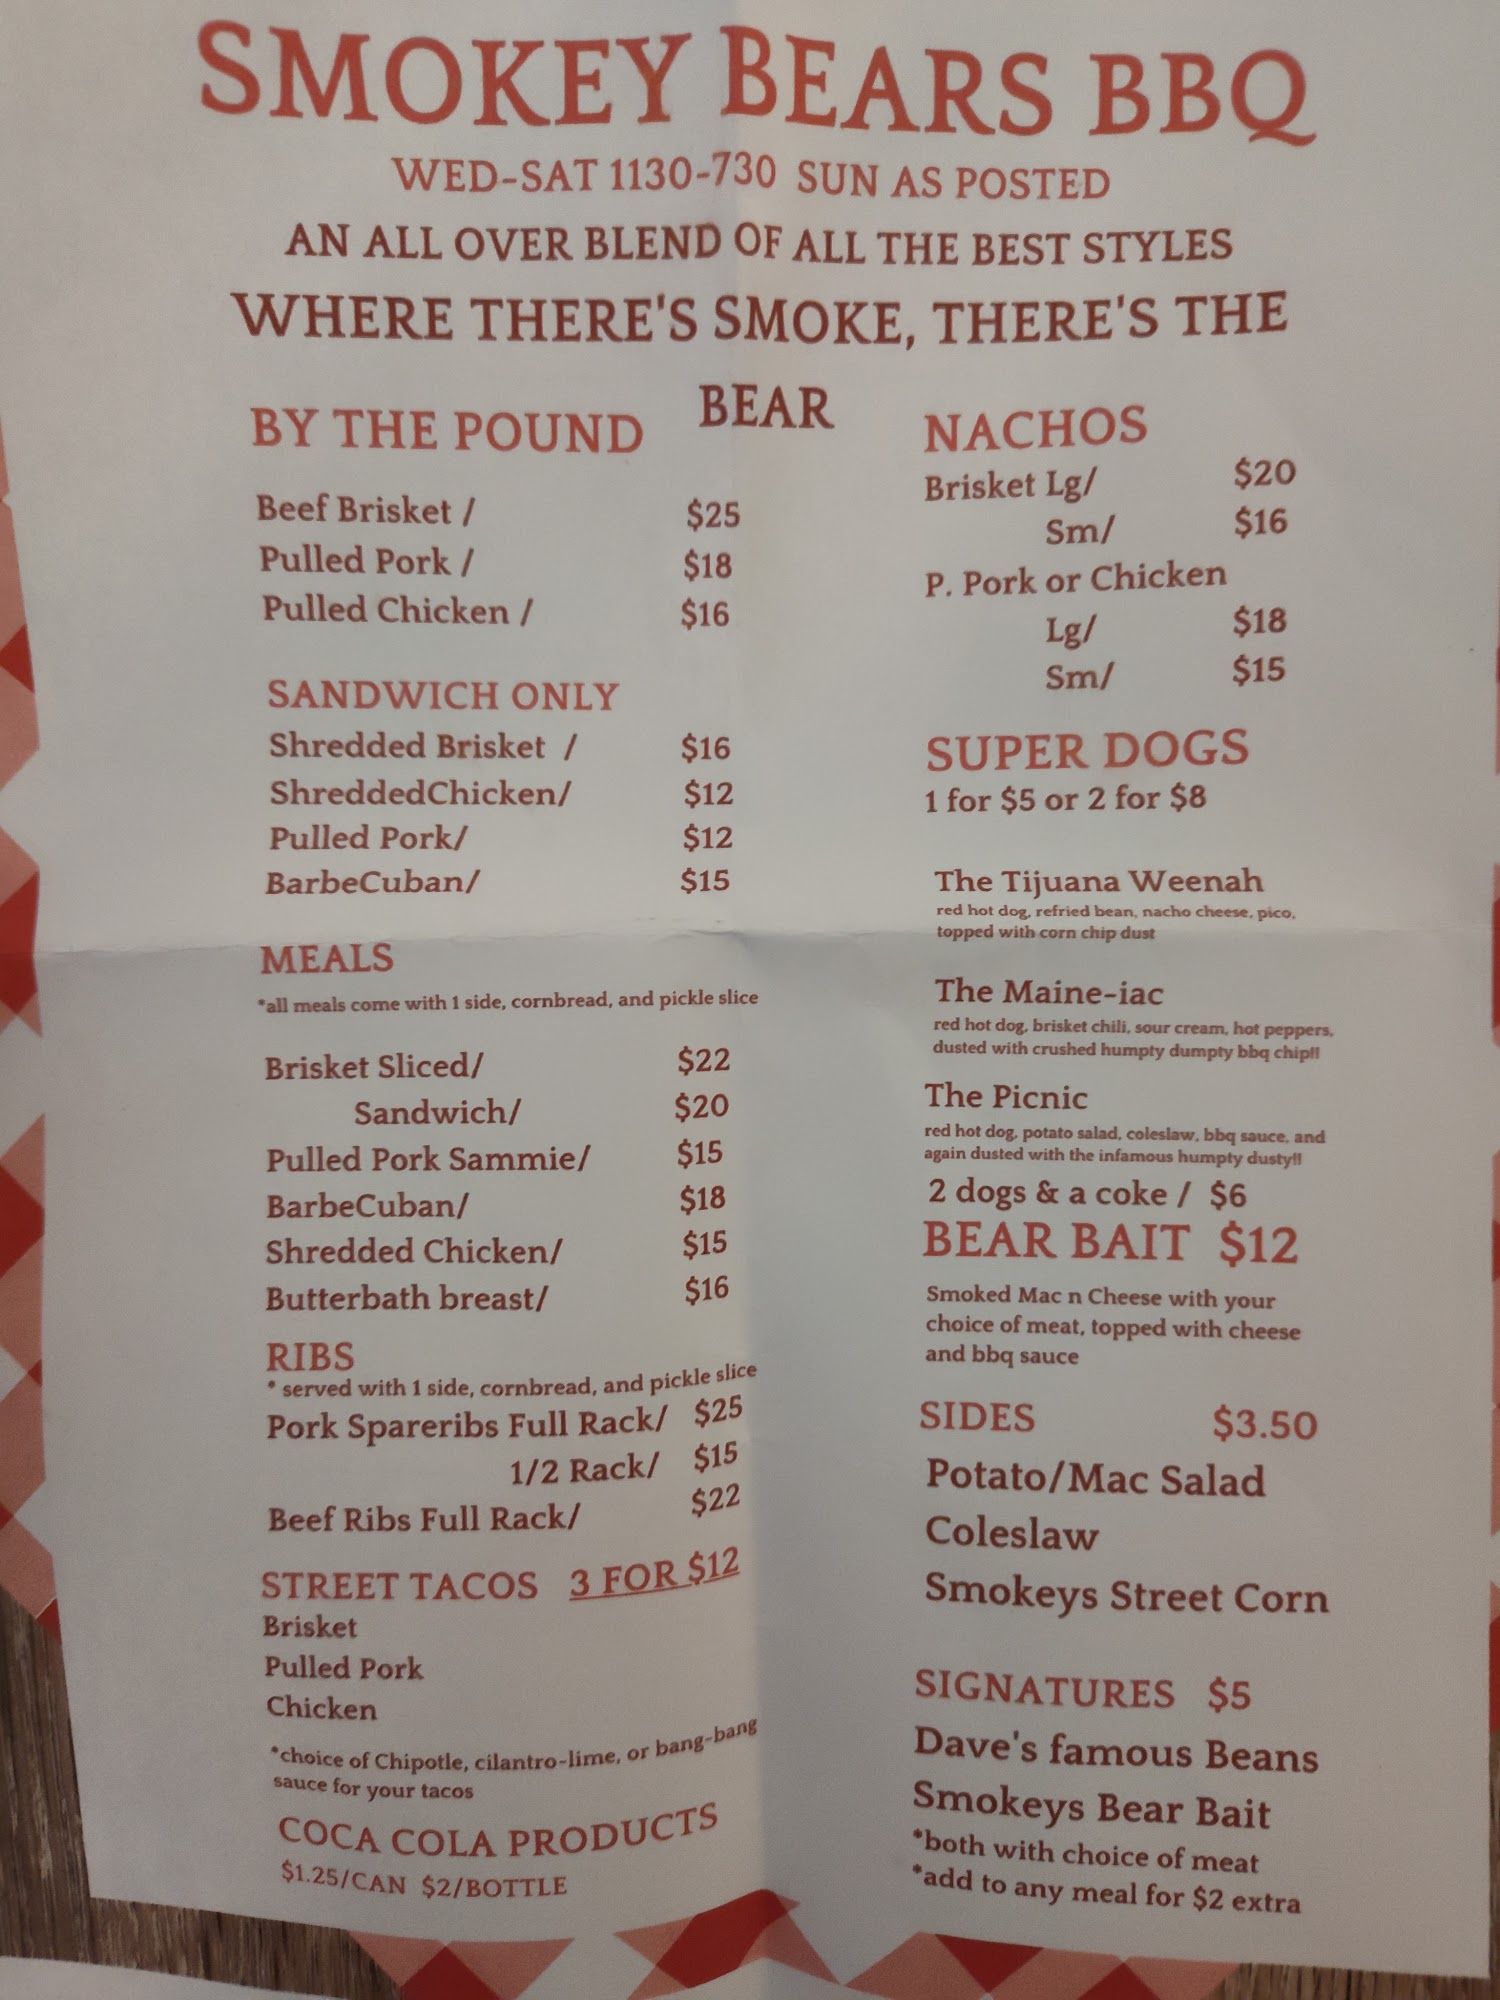 SMOKEY BEARS BBQ
WED-SAT 1130-730 SUN AS POSTED
AN ALL OVER BLEND OF ALL THE BEST STYLES
WHERE THERE'S SMOKE, THERE'S THE
BEAR
BY THE POUND
Beef Brisket / $25
Pulled Pork / $18
Pulled Chicken / $16
SANDWICH ONLY
Shredded Brisket / $16
ShreddedChicken/ $12
Pulled Pork/ $12
BarbeCuban/ $15
MEALS
*all meals come with 1 side, cornbread, and pickle slice
Brisket Sliced/ $22
Sandwich/ $20
Pulled Pork Sammie/ $15
BarbeCuban/ $18
Shredded Chicken/ $15
Butterbath breast/ $16
RIBS
* served with 1 side, cornbread, and pickle slice
Pork Spareribs Full Rack/ $25
1/2 Rack/ $15
Beef Ribs Full Rack/ $22
STREET TACOS 3 FOR $12
Brisket
Pulled Pork
Chicken
*choice of Chipotle, cilantro-lime, or bang-bang
sauce for your tacos
COCA COLA PRODUCTS
$1.25/CAN $2/BOTTLE
NACHOS
Brisket Lg/ $20
Sm/ $16
P. Pork or Chicken
Lg/ $18
Sm/ $15
SUPER DOGS
1 for $5 or 2 for $8
The Tijuana Weenah
red hot dog, refried bean, nacho cheese, pico,
topped with corn chip dust
The Maine-iac
red hot dog, brisket chili, sour cream, hot peppers,
dusted with crushed humpty dumpty bbq chip!!
The Picnic
red hot dog, potato salad, coleslaw, bbq sauce, and
again dusted with the infamous humpty dusty!!
2 dogs & a coke / $6
BEAR BAIT $12
Smoked Mac n Cheese with your
choice of meat, topped with cheese
and bbq sauce
SIDES $3.50
Potato/Mac Salad
Coleslaw
Smokeys Street Corn
SIGNATURES $5
Dave's famous Beans
Smokeys Bear Bait
*both with choice of meat
*add to any meal for $2 extra